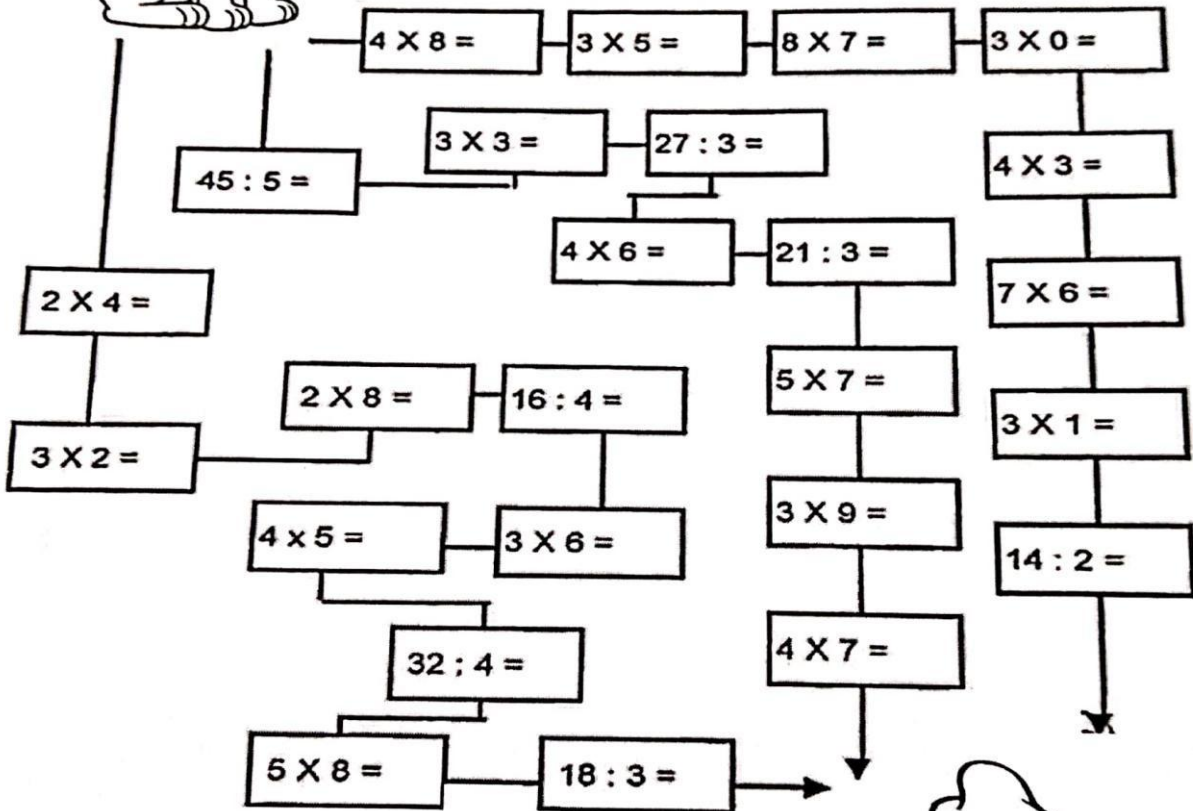 4 X 8 =
3 X 5 =
8 X 7 =
3 X 0 =
3 X 3 =
27 : 3 =
4 X 3 =
45 : 5 =
4 X 6 =
21 : 3 =
7 X 6 =
2 X 4 =
5 X 7 =
2 X 8 =
16 : 4 =
3 X 1 =
3 X 2 =
3 X 9 =
4 x 5 =
3 X 6 =
14 : 2 =
32 ; 4 =
4 X 7 =
5 X 8 =
18 : 3 =